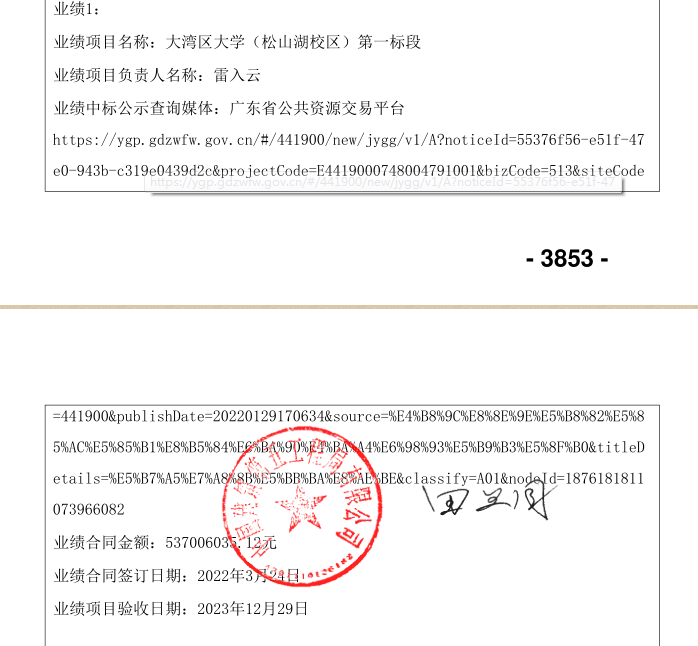 业绩1：
业绩项目名称：大湾区大学（松山湖校区）第一标段
业绩项目负责人名称：雷入云
业绩中标公示查询媒体：广东省公共资源交易平台
https://ygp.gdzwfw.gov.cn/#/441900/new/jygg/v1/A?noticeId=55376f56-e51f-47
e0-943b-c319e0439d2c&projectCode=E4419000748004791001&bizCode=513&siteCode
https://ygp.gdzwfw.gov.cn/#/441900/new/jygg/v1/A?noticeId=55376f56-e51f-47
- 3853 -
=441900&publishDate=20220129170634&source=%E4%B8%9C%E8%8E%9E%E5%B8%82%E5%8
5%AC%E5%85%B1%E8%B5%84%E6%BA%90%E4%BA%A4%E6%98%93%E5%B9%B3%E5%8F%B0&titleD
etails=%E5%B7%A5%E7%A8%8B%E5%BB%BA%E8%AE%BE&classify=A01&nodeId=1876181811
073966082
业绩合同金额：537006035.12元
业绩合同签订日期：2022年3月24日
业绩项目验收日期：2023年12月29日